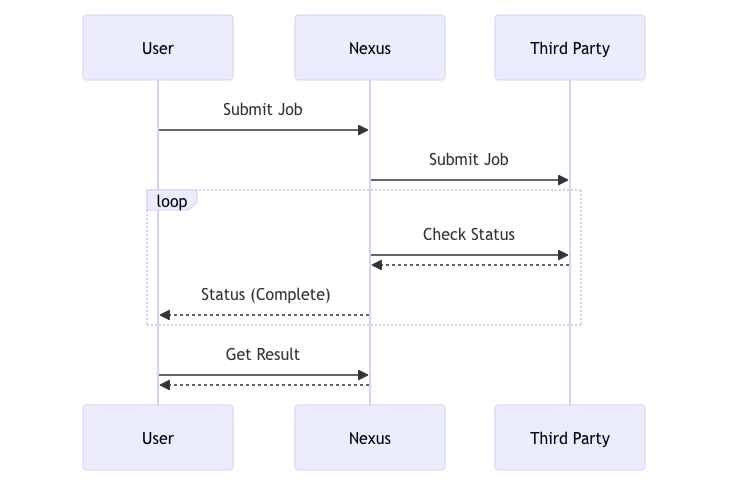 User
Nexus
Third Party
Submit Job
Submit Job
loop
Check Status
Status (Complete)
Get Result
User
Nexus
Third Party